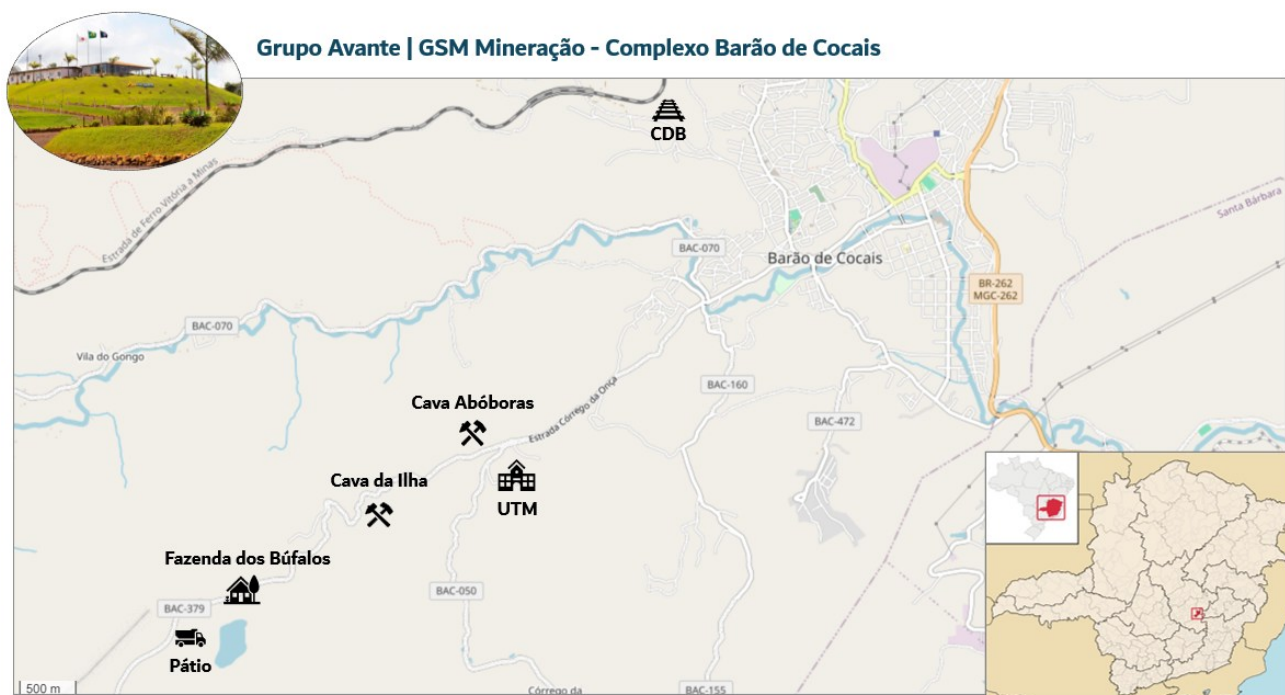 Grupo Avante | GSM Mineração - Complexo Barão de Cocais
CDB
Estrada de Ferro Vitória a Minas
Santa Bárbara
BAC-070
Barão de Cocais
BR-262
MGC-262
BAC-070
Vila do Gongo
BAC-160
Estrada Córrego da Onça
Cava Abóboras
BAC-472
Cava da Ilha
UTM
Fazenda dos Búfalos
BAC-050
BAC-379
Pátio
500 m
Córrego da
BAC-155